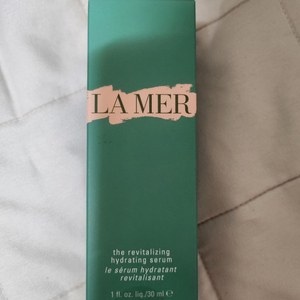 LA MER
the revitalizing
hydrating serum
le sérum hydratant
revitalisant
1 fl. oz. liq./30 ml ℮